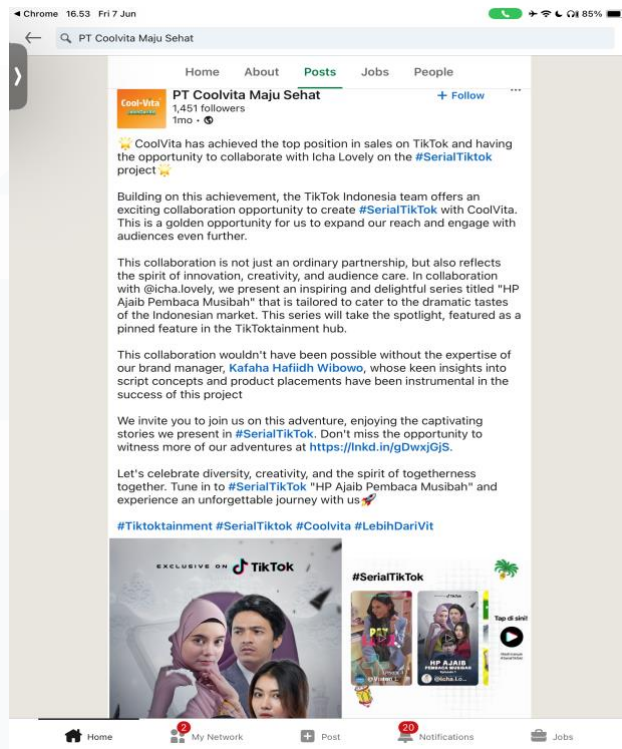 Chrome 16.53 Fri 7 Jun 85%
PT Coolvita Maju Sehat
Home About Posts Jobs People
Cool-Vita
PT Coolvita Maju Sehat
+ Follow
1,451 followers
1mo
CoolVita has achieved the top position in sales on TikTok and having
the opportunity to collaborate with Icha Lovely on the #SerialTiktok
project
Building on this achievement, the TikTok Indonesia team offers an
exciting collaboration opportunity to create #SerialTikTok with CoolVita.
This is a golden opportunity for us to expand our reach and engage with
audiences even further.
This collaboration is not just an ordinary partnership, but also reflects
the spirit of innovation, creativity, and audience care. In collaboration
with @icha.lovely, we present an inspiring and delightful series titled "HP
Ajaib Pembaca Musibah" that is tailored to cater to the dramatic tastes
of the Indonesian market. This series will take the spotlight, featured as a
pinned feature in the TikToktainment hub.
This collaboration wouldn't have been possible without the expertise of
our brand manager, Kafaha Hafiidh Wibowo, whose keen insights into
script concepts and product placements have been instrumental in the
success of this project
We invite you to join us on this adventure, enjoying the captivating
stories we present in #SerialTikTok. Don't miss the opportunity to
witness more of our adventures at https://lnkd.in/gDwxjGjS.
Let's celebrate diversity, creativity, and the spirit of togetherness
together. Tune in to #SerialTikTok "HP Ajaib Pembaca Musibah" and
experience an unforgettable journey with us
#Tiktoktainment #SerialTiktok #Coolvita #LebihDariVit
EXCLUSIVE ON TikTok
#SerialTikTok
Tap di sini!
HP AJAIB
PEMBACA MUSIBAH
@Icha.Lo...
Home
2
My Network
Post
20
Notifications
Jobs